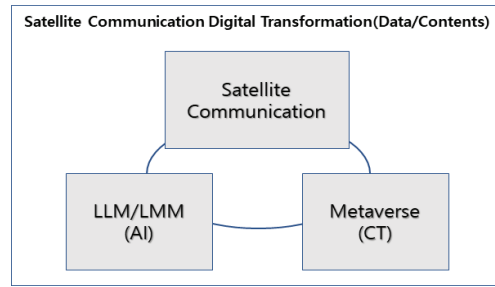 Satellite Communication Digital Transformation(Data/Contents)
Satellite
Communication
LLM/LMM
(AI)
Metaverse
(CT)